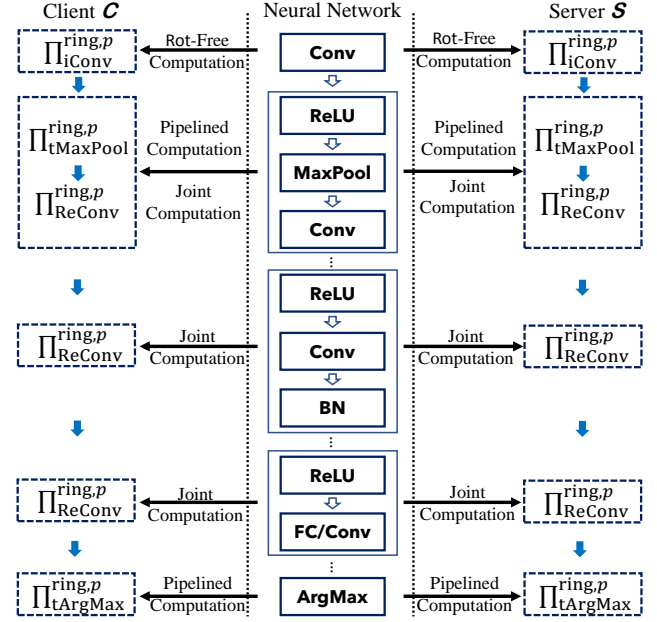 Client C
Neural Network
Server S
∏^{ring,p}_{iConv}
Rot-Free
Computation
Conv
Rot-Free
Computation
∏^{ring,p}_{iConv}
∏^{ring,p}_{tMaxPool}
∏^{ring,p}_{ReConv}
Pipelined
Computation
Joint
Computation
ReLU
MaxPool
Conv
Pipelined
Computation
Joint
Computation
∏^{ring,p}_{tMaxPool}
∏^{ring,p}_{ReConv}
...
∏^{ring,p}_{ReConv}
Joint
Computation
ReLU
Conv
BN
Joint
Computation
∏^{ring,p}_{ReConv}
...
∏^{ring,p}_{ReConv}
Joint
Computation
ReLU
FC/Conv
Joint
Computation
∏^{ring,p}_{ReConv}
...
∏^{ring,p}_{tArgMax}
Pipelined
Computation
ArgMax
Pipelined
Computation
∏^{ring,p}_{tArgMax}